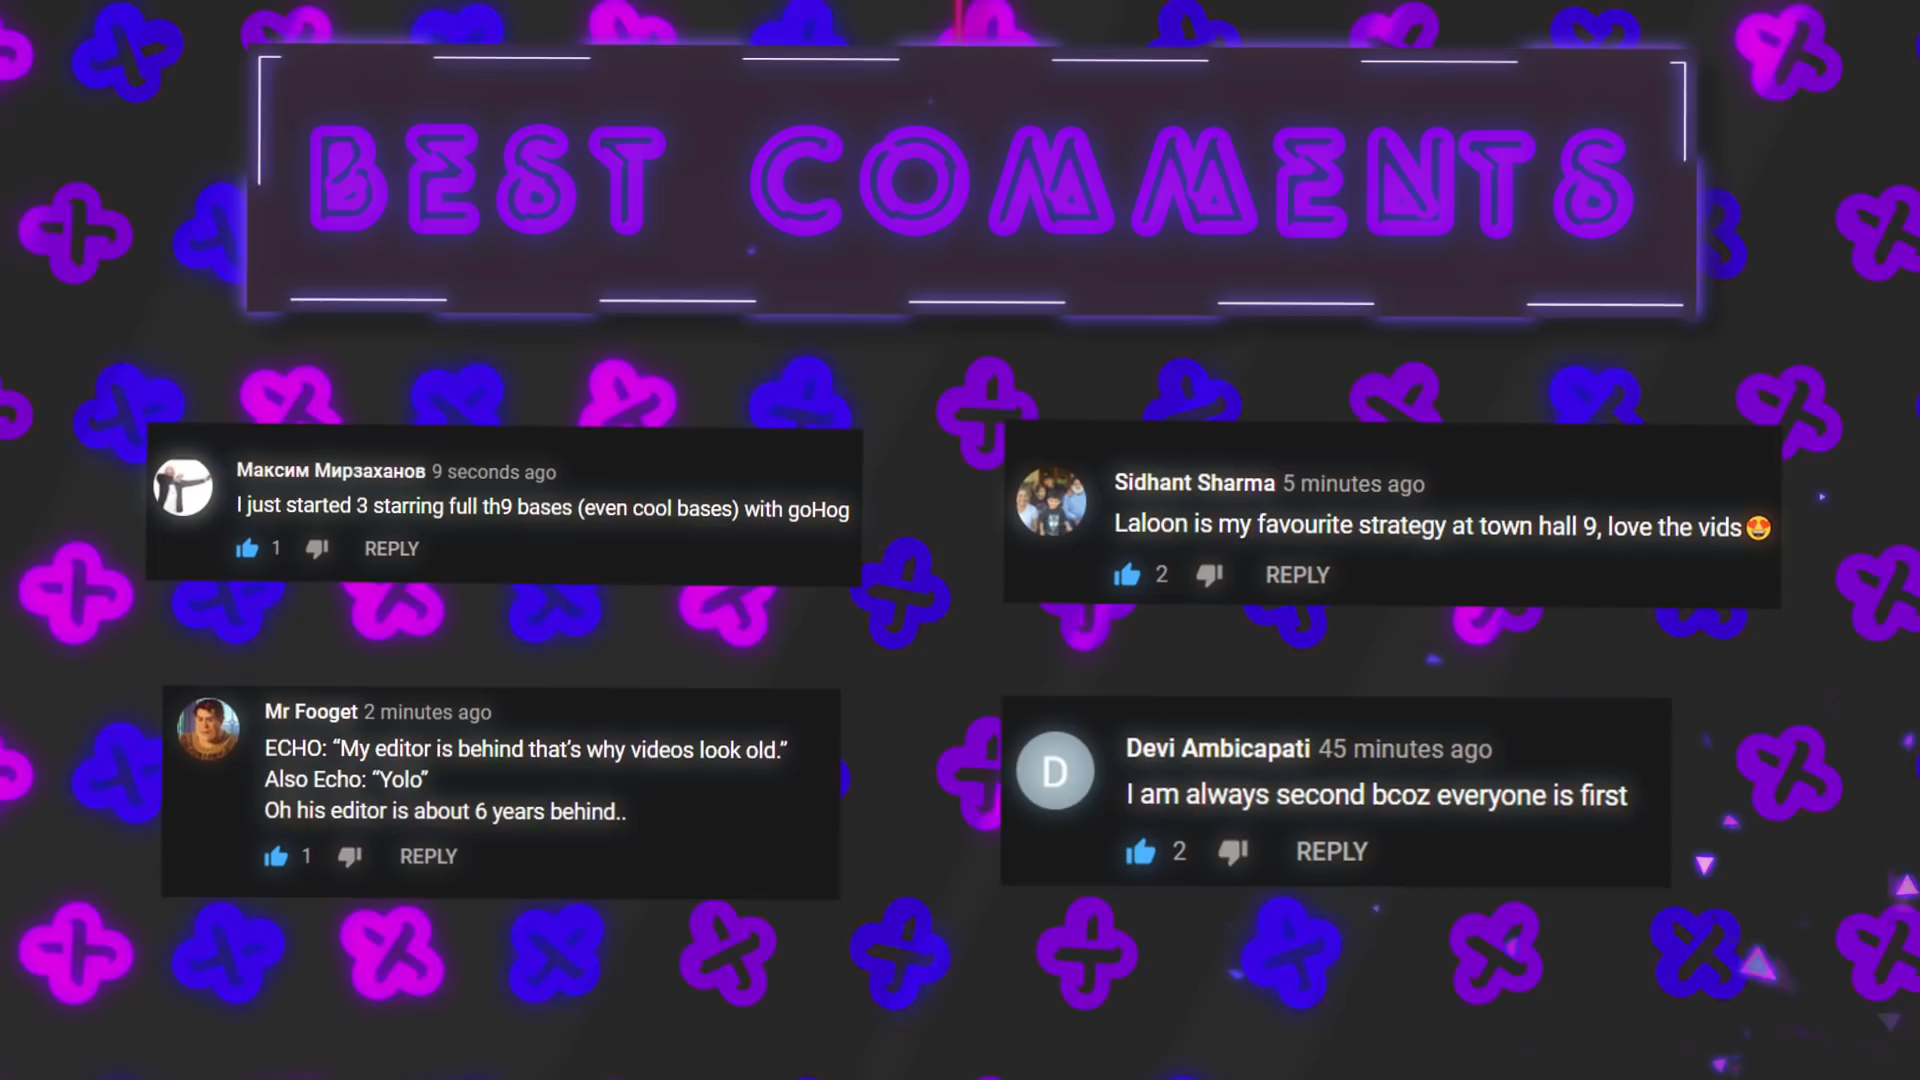 BEST COMMENTS
Максим Мирзаханов 9 seconds ago
I just started 3 starring full th9 bases (even cool bases) with goHog
1 REPLY
Sidhant Sharma 5 minutes ago
Laloon is my favourite strategy at town hall 9, love the vids🤩
2 REPLY
Mr Fooget 2 minutes ago
ECHO: “My editor is behind that’s why videos look old.”
Also Echo: “Yolo”
Oh his editor is about 6 years behind..
1 REPLY
D
Devi Ambicapati 45 minutes ago
I am always second bcoz everyone is first
2 REPLY